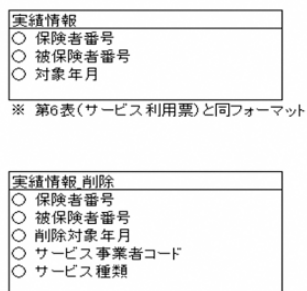 実績情報
○ 保険者番号
○ 被保険者番号
○ 対象年月
※ 第6表(サービス利用票)と同フォーマット
実績情報_削除
○ 保険者番号
○ 被保険者番号
○ 削除対象年月
○ サービス事業者コード
○ サービス種類